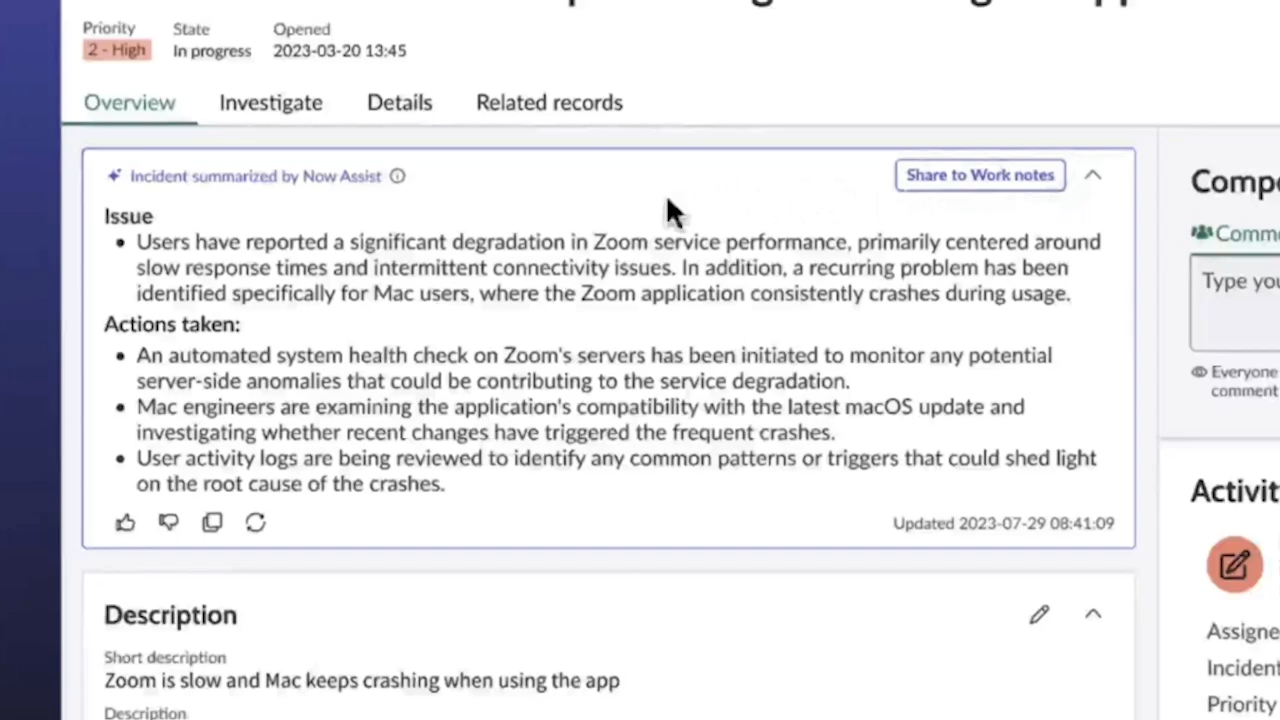 Priority State Opened
2 - High In progress 2023-03-20 13:45
Overview Investigate Details Related records
Incident summarized by Now Assist
Share to Work notes
Issue
• Users have reported a significant degradation in Zoom service performance, primarily centered around
slow response times and intermittent connectivity issues. In addition, a recurring problem has been
identified specifically for Mac users, where the Zoom application consistently crashes during usage.
Actions taken:
• An automated system health check on Zoom's servers has been initiated to monitor any potential
server-side anomalies that could be contributing to the service degradation.
• Mac engineers are examining the application's compatibility with the latest macOS update and
investigating whether recent changes have triggered the frequent crashes.
• User activity logs are being reviewed to identify any common patterns or triggers that could shed light
on the root cause of the crashes.
Updated 2023-07-29 08:41:09
Description
Short description
Zoom is slow and Mac keeps crashing when using the app
Description
Compo
Comme
Type you
Everyone
comment
Activit
Assigne
Incident
Priority